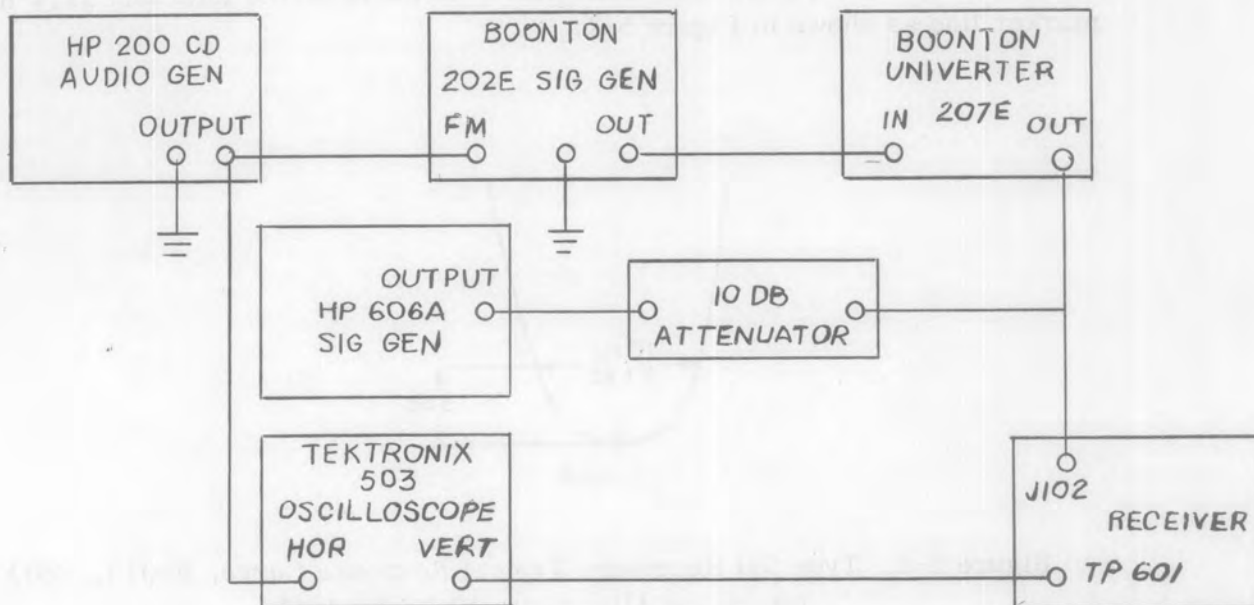 HP 200 CD
AUDIO GEN
OUTPUT
BOONTON
202E SIG GEN
FM OUT
BOONTON
UNIVERTER
207E
IN OUT
OUTPUT
HP 606A
SIG GEN
10 DB
ATTENUATOR
TEKTRONIX
503
OSCILLOSCOPE
HOR VERT
J102
RECEIVER
TP 601